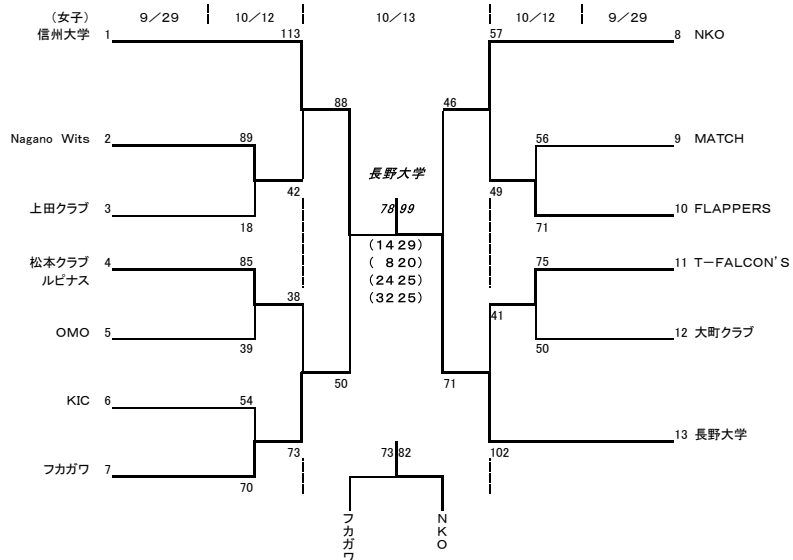 （女子） 9／29 10／12 10／13 10／12 9／29
信州大学 1 113 57 8 NKO
88 46
Nagano Wits 2 89 56 9 MATCH
長野大学
42 49
上田クラブ 3 78 99 10 FLAPPERS
18 71
(14 29)
松本クラブ 4 85 ( 8 20) 75 11 T－FALCON'S
ルピナス (24 25)
38 (32 25) 41
OMO 5 12 大町クラブ
39 50
50 71
KIC 6 54
13 長野大学
73 73 82 102
フカガワ 7
70
フカガワ NKO